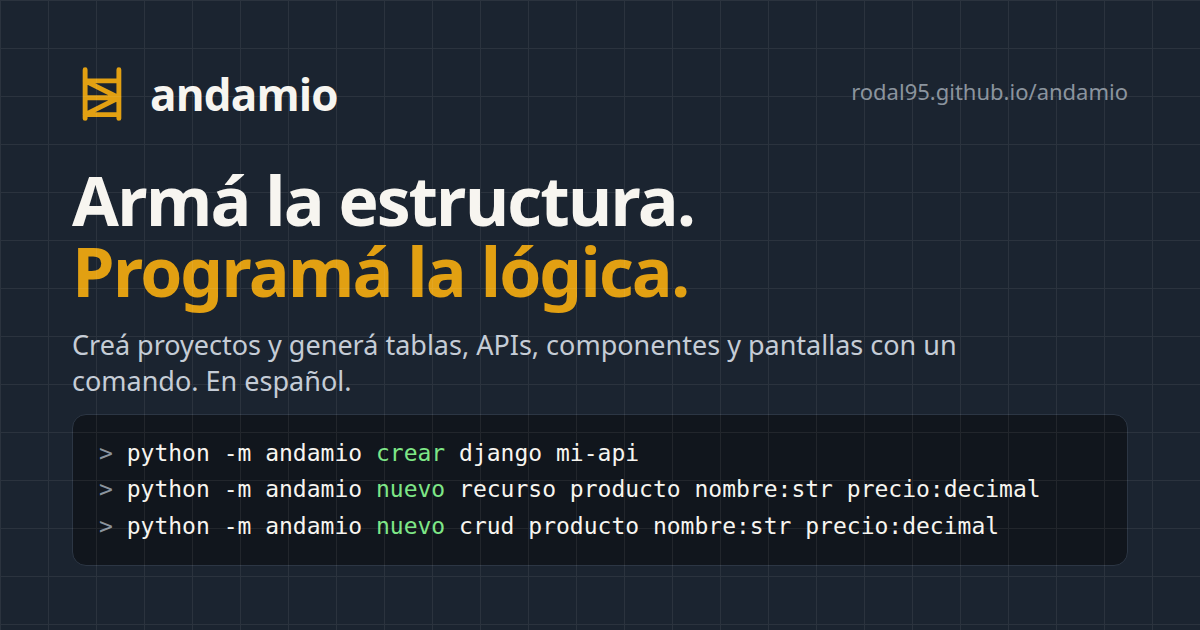 andamio
rodal95.github.io/andamio
Armá la estructura.
Programá la lógica.
Creá proyectos y generá tablas, APIs, componentes y pantallas con un
comando. En español.
> python -m andamio crear django mi-api
> python -m andamio nuevo recurso producto nombre:str precio:decimal
> python -m andamio nuevo crud producto nombre:str precio:decimal